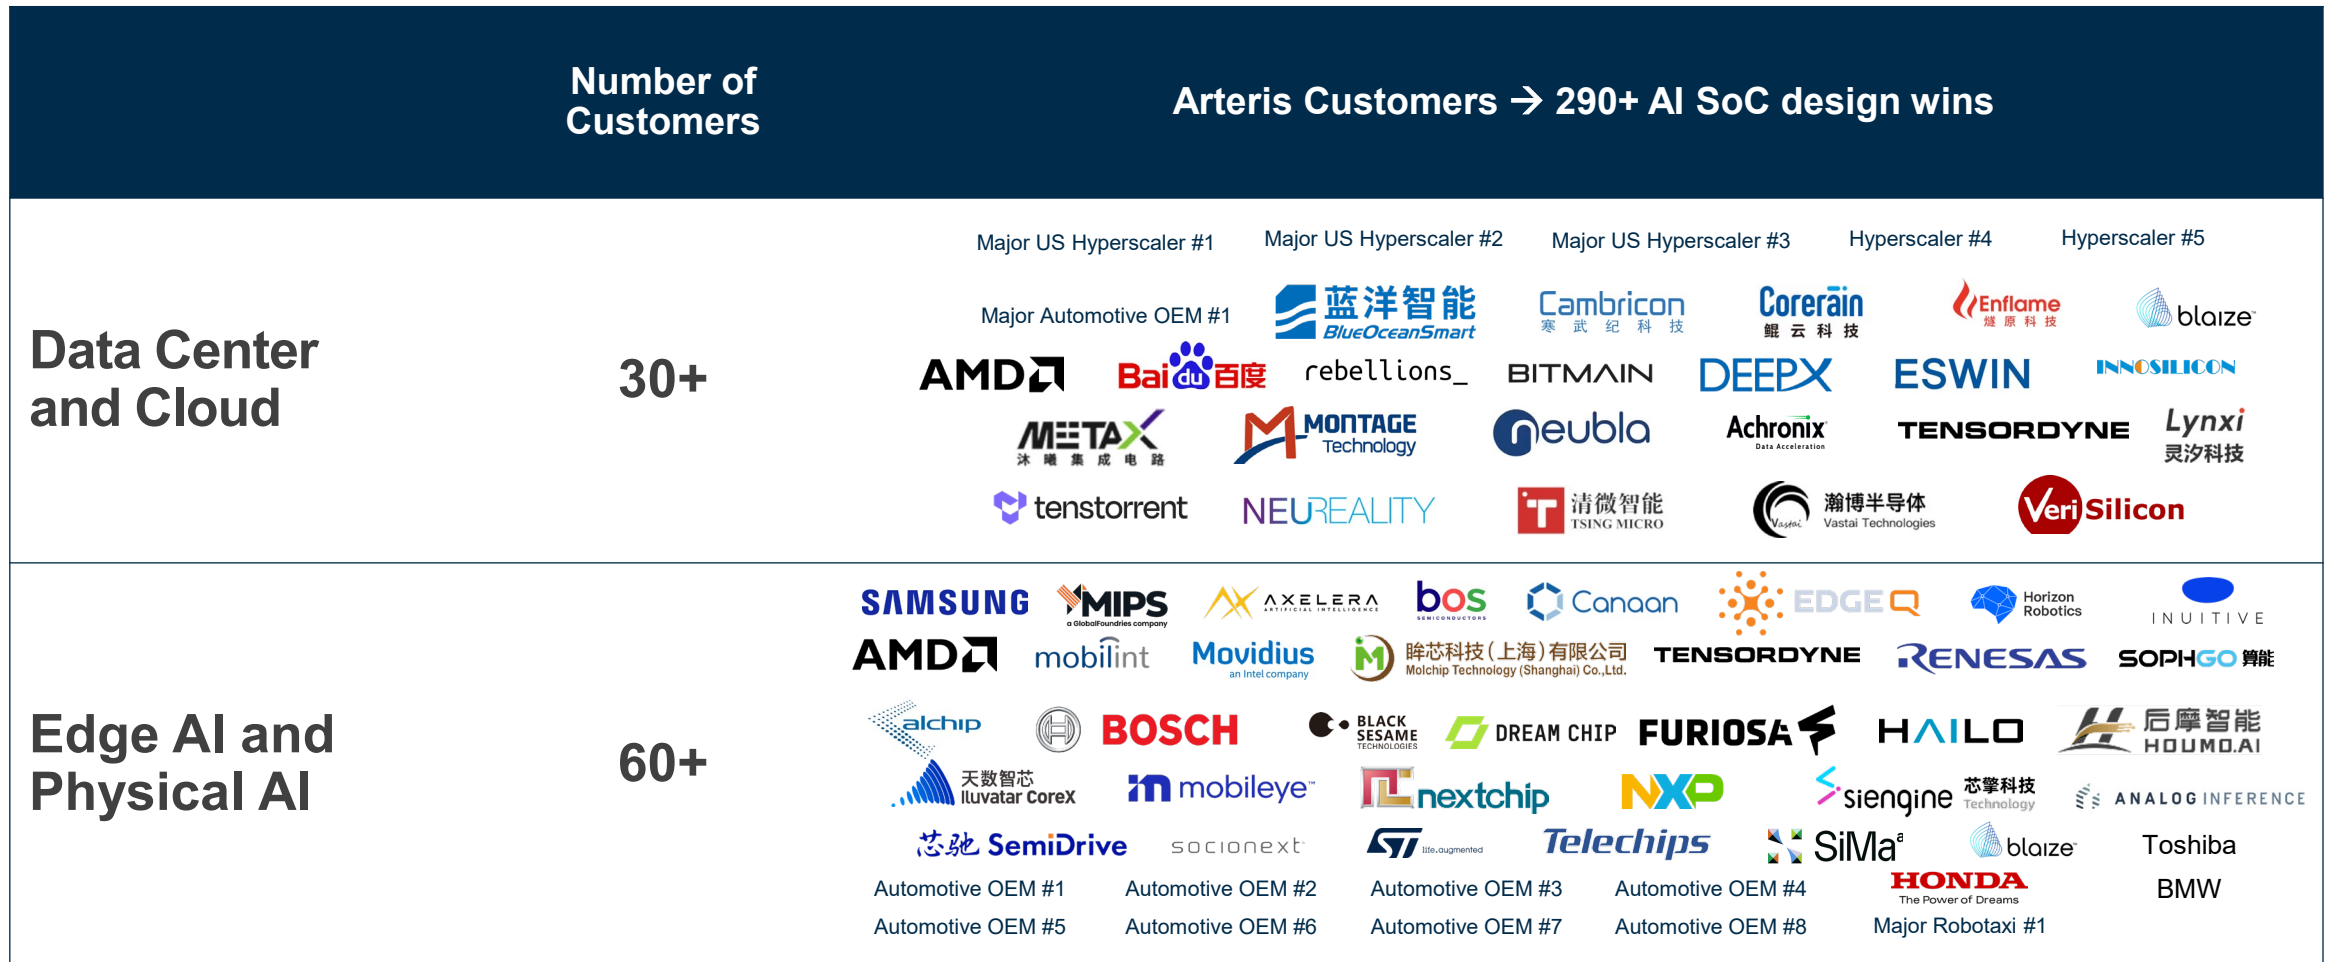 Number of
Customers
Arteris Customers → 290+ AI SoC design wins
Data Center
and Cloud
30+
Major US Hyperscaler #1
Major US Hyperscaler #2
Major US Hyperscaler #3
Hyperscaler #4
Hyperscaler #5
Major Automotive OEM #1
蓝洋智能
BlueOceanSmart
Cambricon
寒武纪科技
Corerain
鲲云科技
Enflame
燧原科技
blaize™
AMD
Bai du 百度
rebellions_
BITMAIN
DEEPX
ESWIN
INNOSILICON
METAX
沐曦集成电路
MONTAGE
Technology
neubla
Achronix
Data Acceleration
TENSORDYNE
Lynxi
灵汐科技
tenstorrent
NEUREALITY
清微智能
TSING MICRO
Vastai
瀚博半导体
Vastai Technologies
VeriSilicon
Edge AI and
Physical AI
60+
SAMSUNG
MIPS
a GlobalFoundries company
AXELERA
ARTIFICIAL INTELLIGENCE
bos
SEMICONDUCTORS
Canaan
EDGE Q
Horizon
Robotics
INUITIVE
AMD
mobilint
Movidius
an Intel company
眸芯科技(上海)有限公司
Molchip Technology (Shanghai) Co.,Ltd.
TENSORDYNE
RENESAS
SOPHGO 算能
alchip
BOSCH
BLACK
SESAME
TECHNOLOGIES
DREAM CHIP
FURIOSA
HAILO
后摩智能
HOUMO.AI
天数智芯
Iluvatar CoreX
mobileye™
nextchip
NXP
siengine 芯擎科技
Technology
ANALOG INFERENCE
芯驰 SemiDrive
socionext
ST
life.augmented
Telechips
SiMa
blaize™
Toshiba
Automotive OEM #1
Automotive OEM #2
Automotive OEM #3
Automotive OEM #4
HONDA
The Power of Dreams
BMW
Automotive OEM #5
Automotive OEM #6
Automotive OEM #7
Automotive OEM #8
Major Robotaxi #1